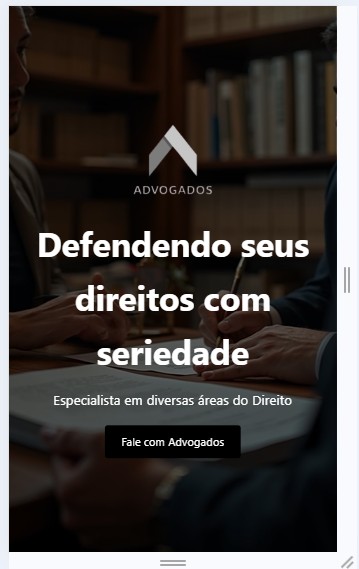 ADVOGADOS
Defendendo seus
direitos com
seriedade
Especialista em diversas áreas do Direito
Fale com Advogados